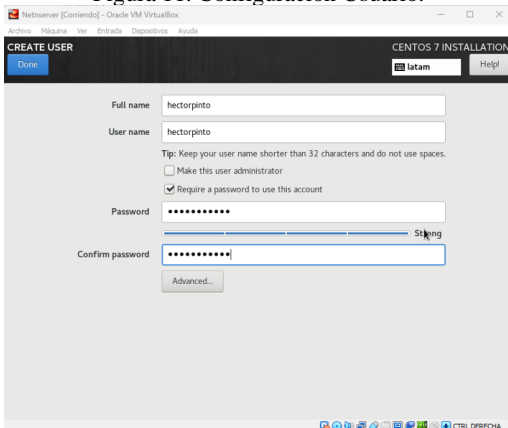 Figura 11. Configuración Usuario.
Netnserver [Corriendo] - Oracle VM VirtualBox
Archivo Máquina Ver Entrada Dispositivos Ayuda
CREATE USER
CENTOS 7 INSTALLATION
Done
latam
Help!
Full name
hectorpinto
User name
hectorpinto
Tip: Keep your user name shorter than 32 characters and do not use spaces.
Make this user administrator
Require a password to use this account
Password
Strong
Confirm password
Advanced...
CTRL DERECHA